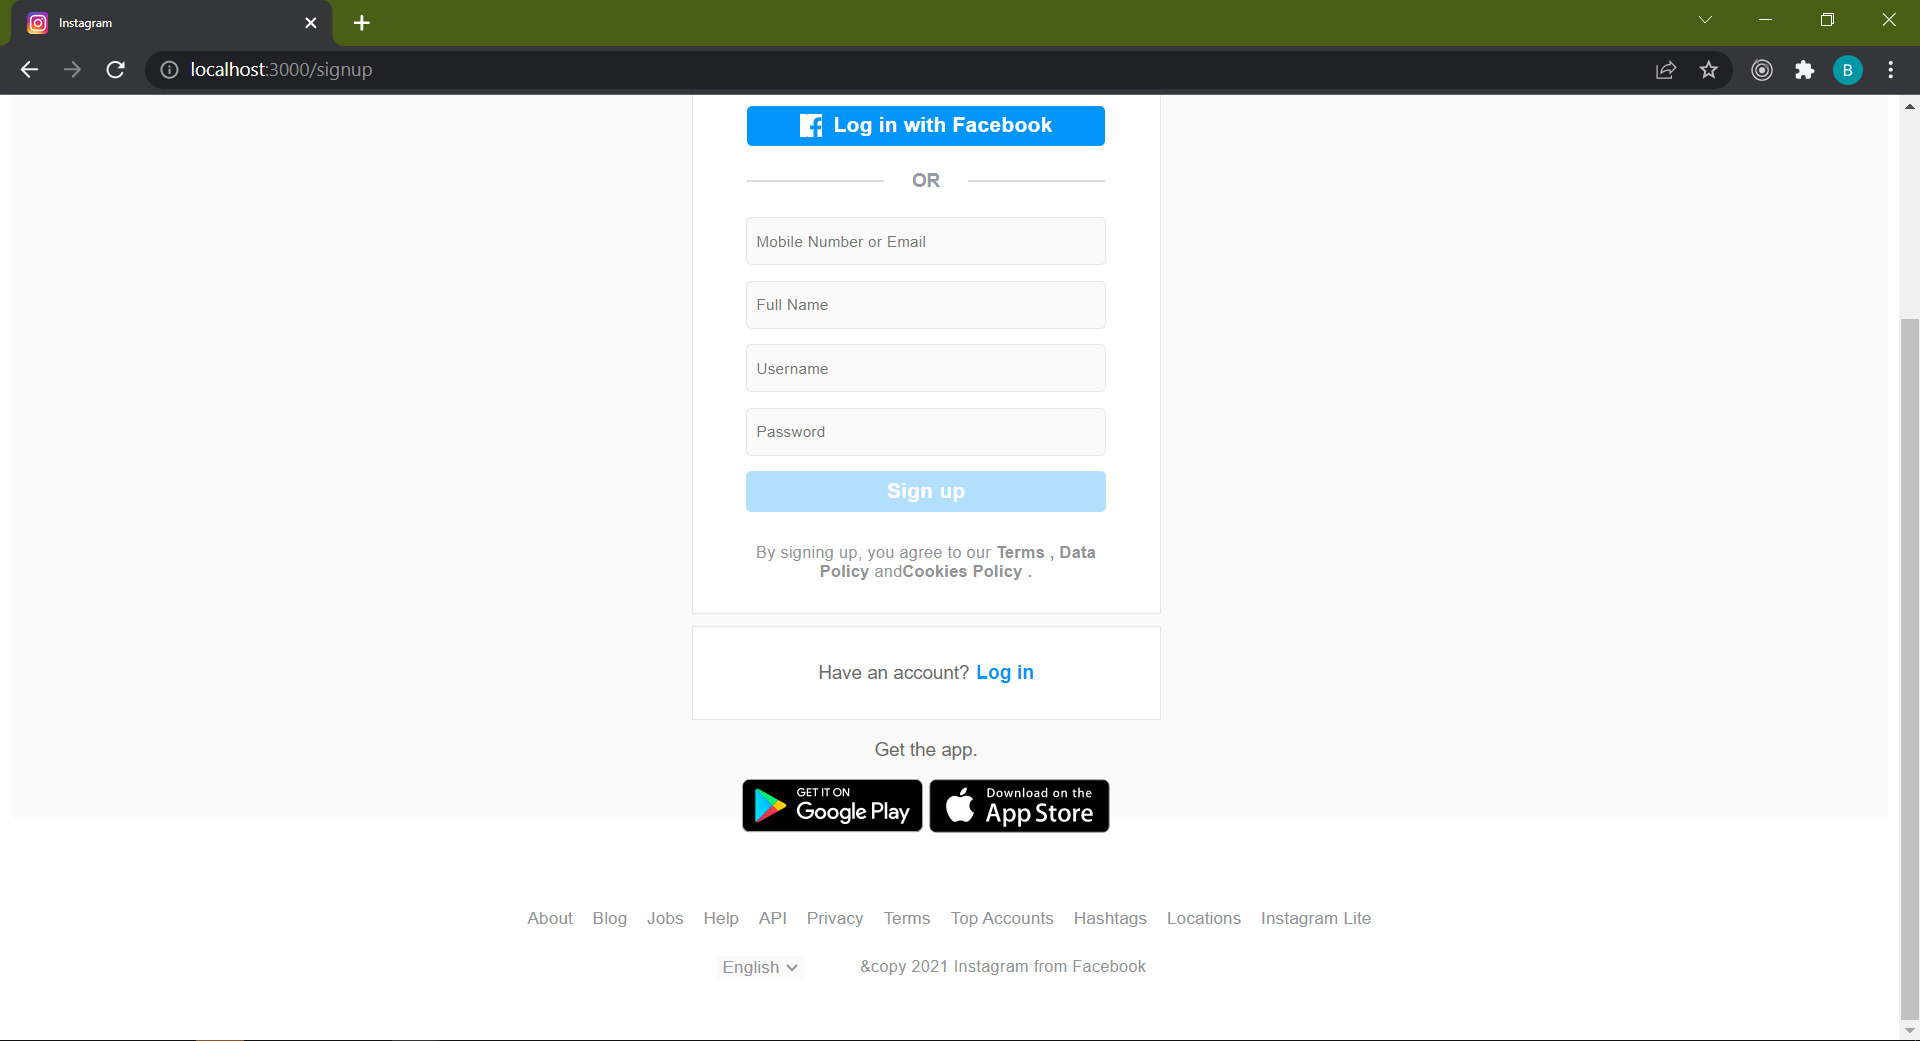 Instagram
localhost:3000/signup
B
Log in with Facebook
OR
Mobile Number or Email
Full Name
Username
Password
Sign up
By signing up, you agree to our Terms , Data
Policy andCookies Policy .
Have an account? Log in
Get the app.
GET IT ON
Google Play
Download on the
App Store
About Blog Jobs Help API Privacy Terms Top Accounts Hashtags Locations Instagram Lite
English &copy 2021 Instagram from Facebook